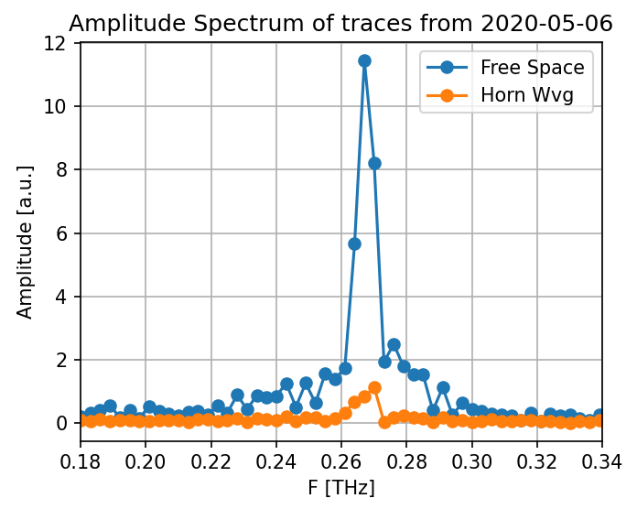 Amplitude Spectrum of traces from 2020-05-06
12
10
8
6
4
2
0
Amplitude [a.u.]
Free Space
Horn Wvg
0.18 0.20 0.22 0.24 0.26 0.28 0.30 0.32 0.34
F [THz]